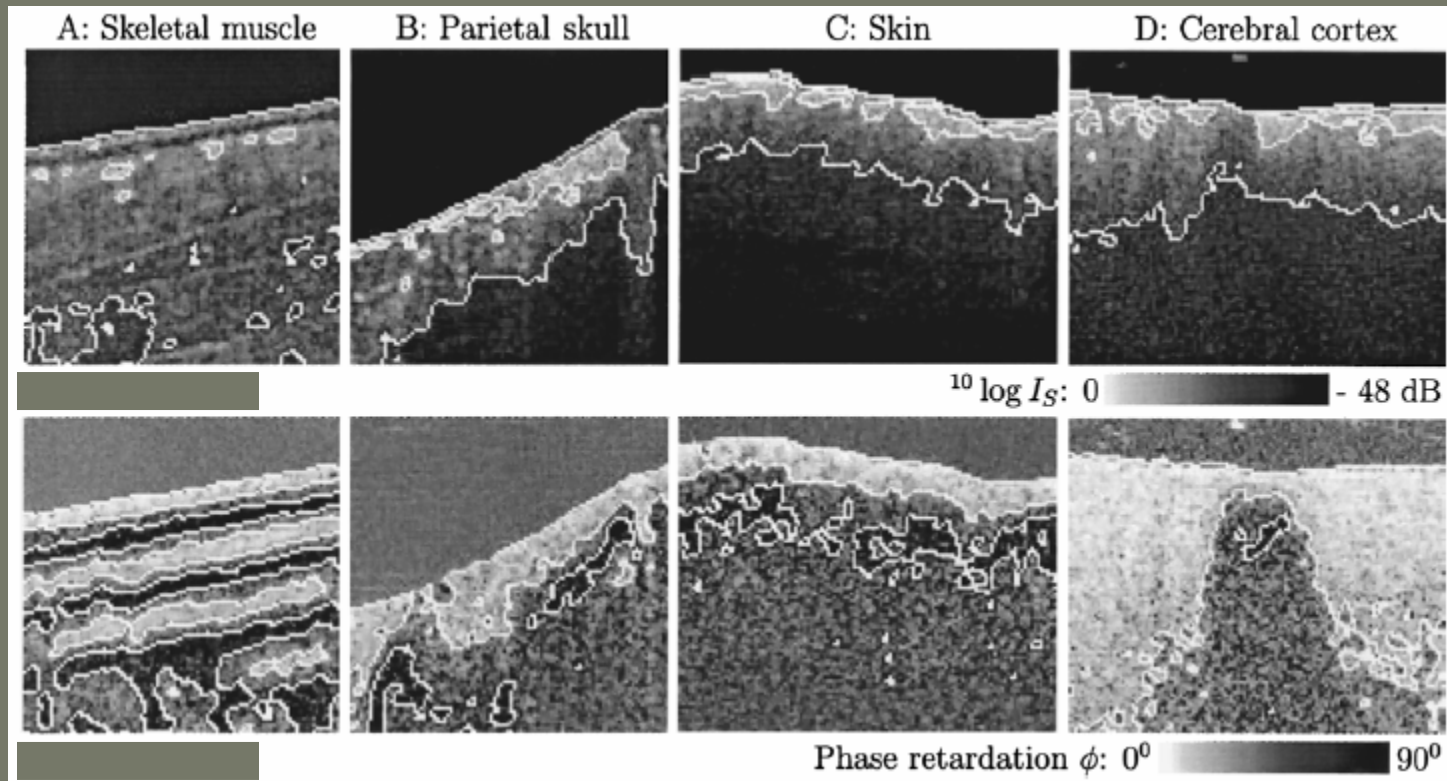 A: Skeletal muscle
B: Parietal skull
C: Skin
D: Cerebral cortex
¹⁰ log I_S: 0 - 48 dB
Phase retardation ϕ: 0⁰ 90⁰